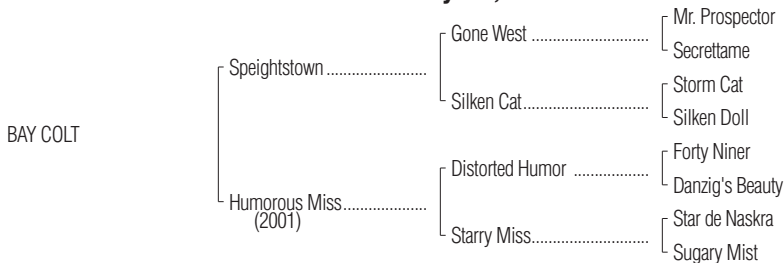 Mr. Prospector
Gone West ..........................
Secrettame
Speightstown ........................
Storm Cat
Silken Cat............................
Silken Doll
BAY COLT
Forty Niner
Distorted Humor .................
Danzig's Beauty
Humorous Miss....................
(2001)
Star de Naskra
Starry Miss..........................
Sugary Mist